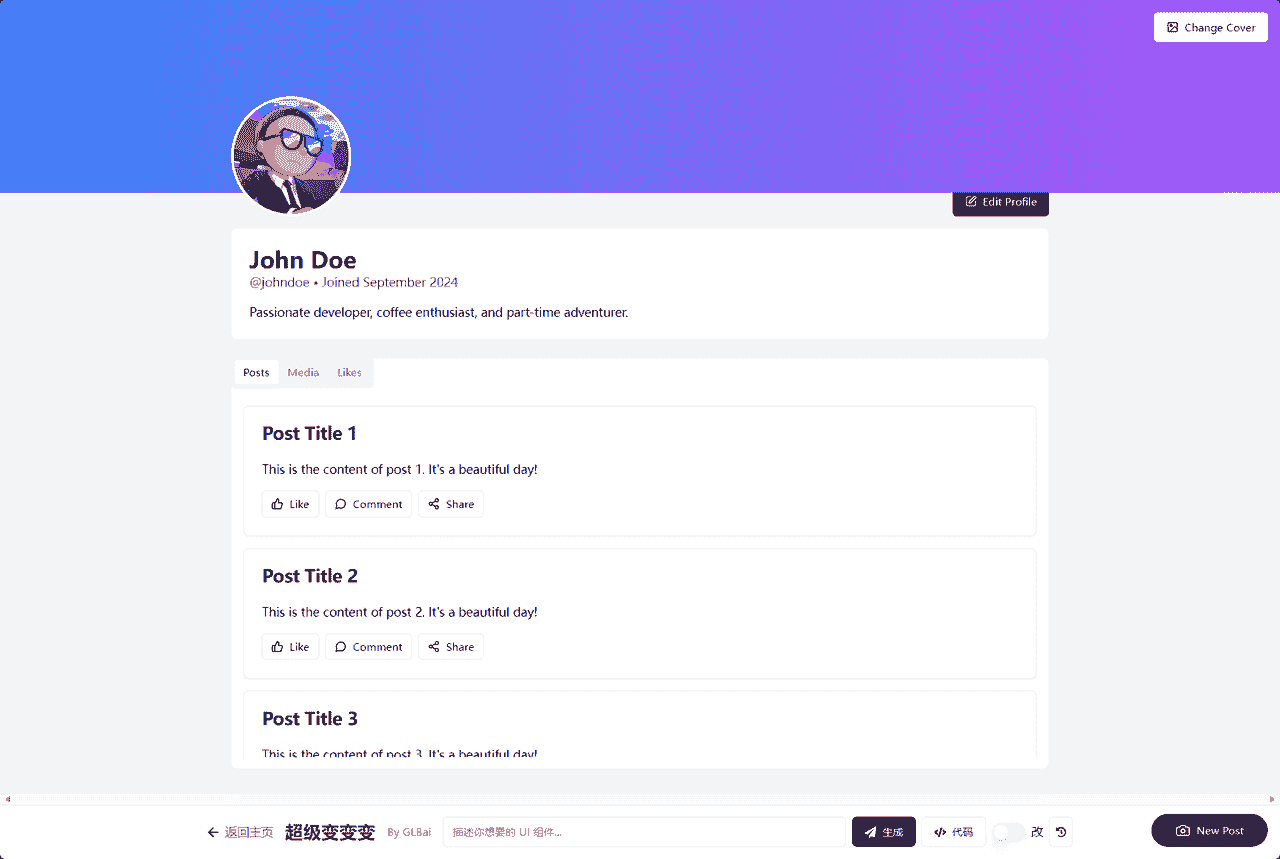 Change Cover
Edit Profile
John Doe
@johndoe • Joined September 2024
Passionate developer, coffee enthusiast, and part-time adventurer.
Posts Media Likes
Post Title 1
This is the content of post 1. It's a beautiful day!
Like Comment Share
Post Title 2
This is the content of post 2. It's a beautiful day!
Like Comment Share
Post Title 3
This is the content of post 3. It's a beautiful day!
返回主页 超级变变变 By GLBai 描述你想要的 UI 组件... 生成 代码 改 New Post